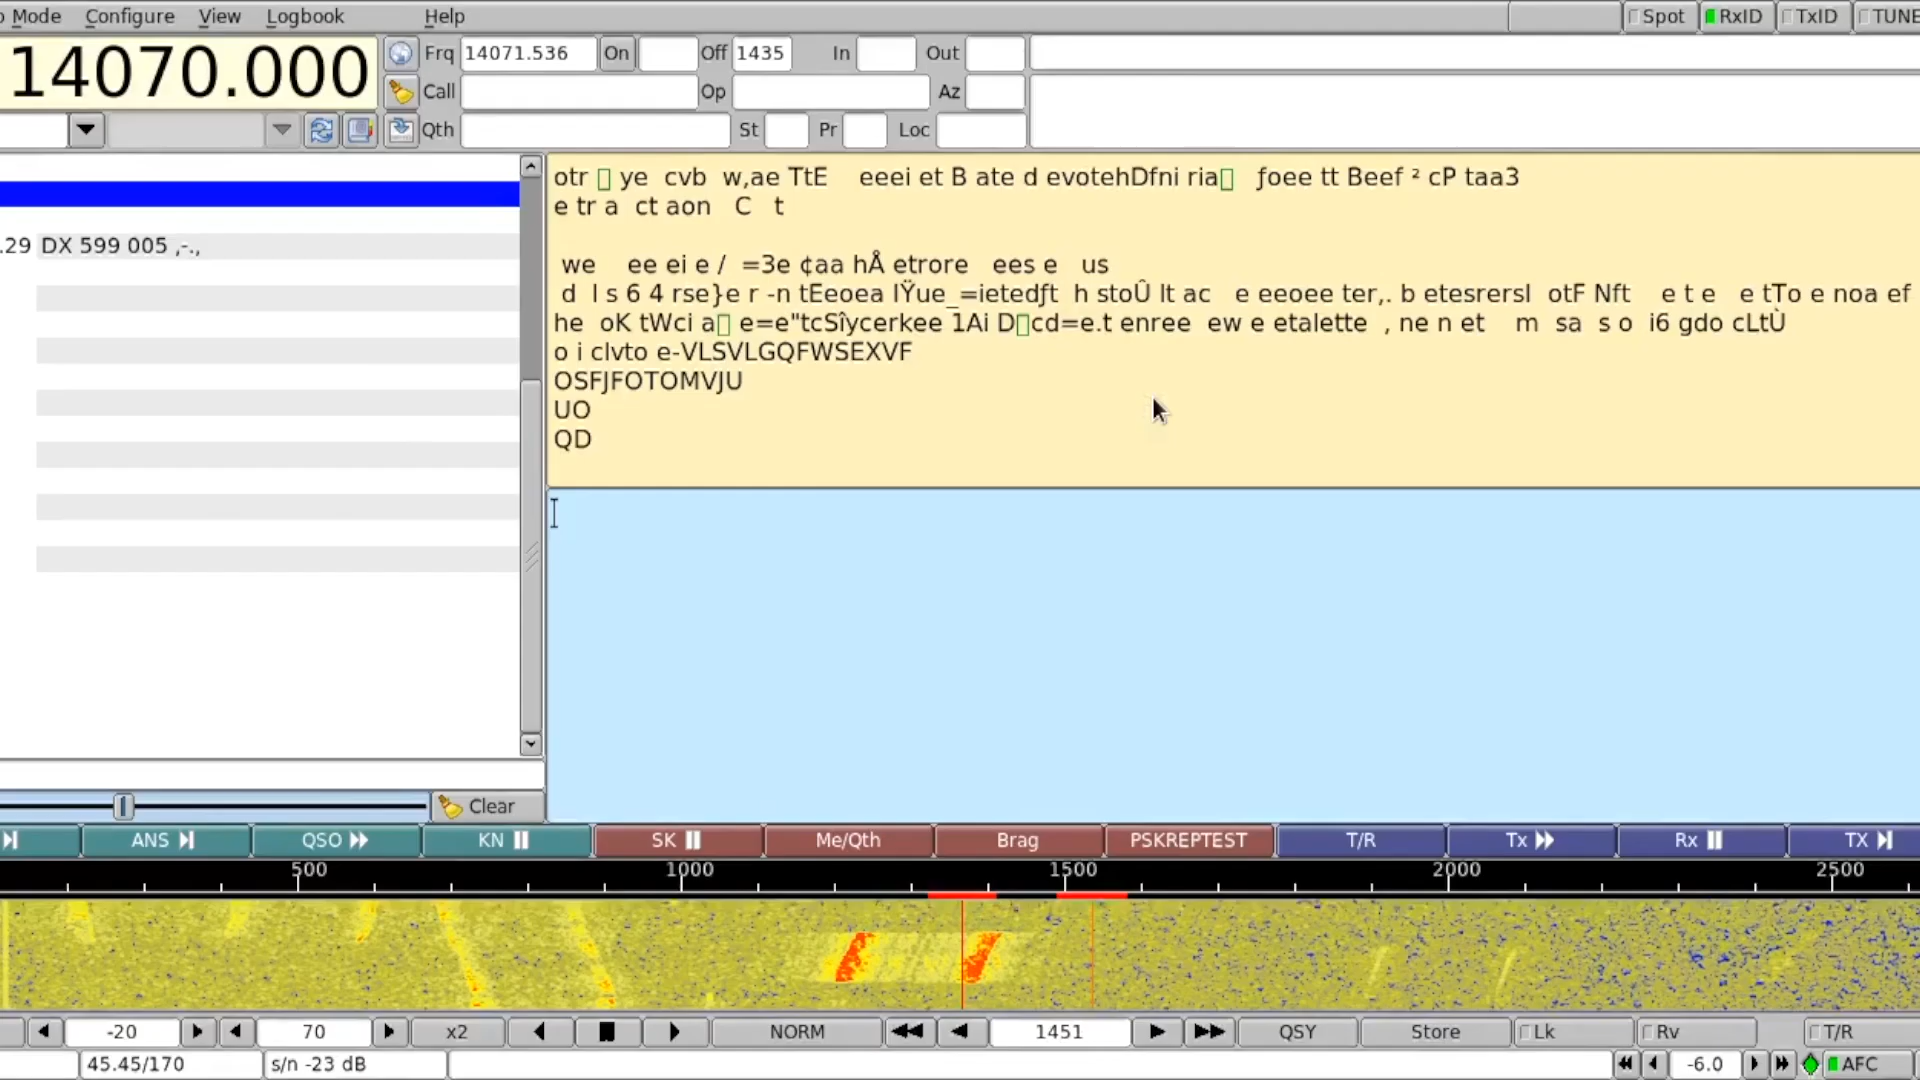 Mode Configure View Logbook Help Spot RxID TxID TUNE
14070.000 Frq 14071.536 On Off 1435 In Out
Call Op Az
Qth St Pr Loc
otr ye cvb w,ae TtE eeei et B ate d evotehDfni ria ƒoee tt Beef ² cP taa3
e tr a ct aon C t
we ee ei e / =3e ¢aa hÅ etrore ees e us
.29 DX 599 005 ,-.,
d l s 6 4 rse}e r -n tEeoea lŸue_=ietedƒt h stoÛ lt ac e eeoee ter,. b etesrersl otF Nft e t e e tTo e noa ef
he oK tWci a e=e"tcSîycerkee 1Ai D cd=e.t enree ew e etalette , ne n et m sa s o i6 gdo cLtÙ
o i clvto e-VLSVLGQFWSEXVF
OSFJFOTOMVJU
UO
QD
Clear
ANS QSO KN SK Me/Qth Brag PSKREPTEST T/R Tx Rx TX
500 1000 1500 2000 2500
-20 70 x2 NORM 1451 QSY Store Lk Rv T/R
45.45/170 s/n -23 dB -6.0 AFC